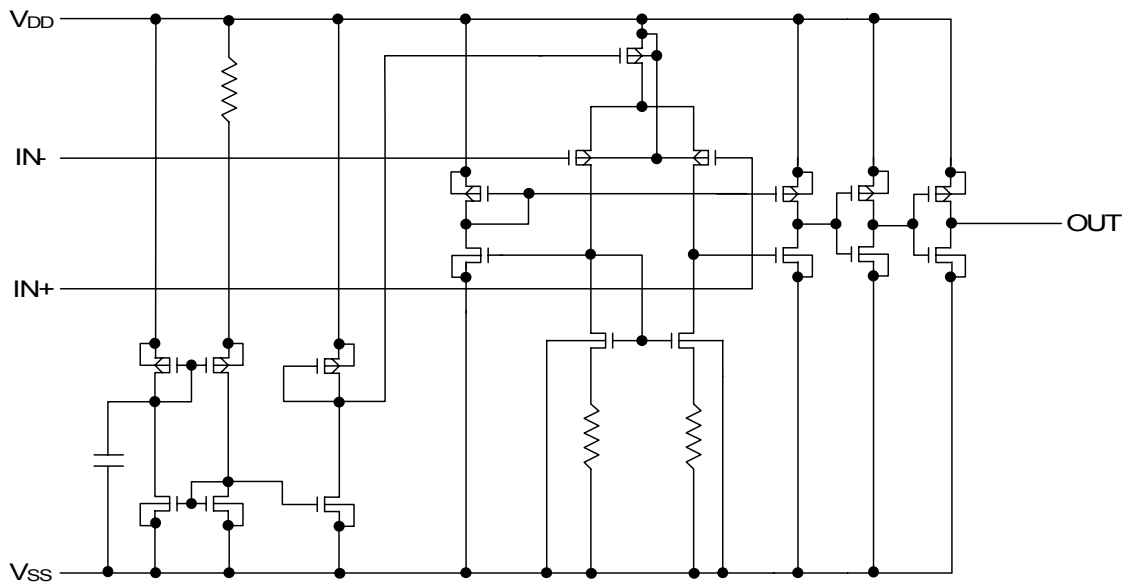 VDD
IN-
OUT
IN+
VSS